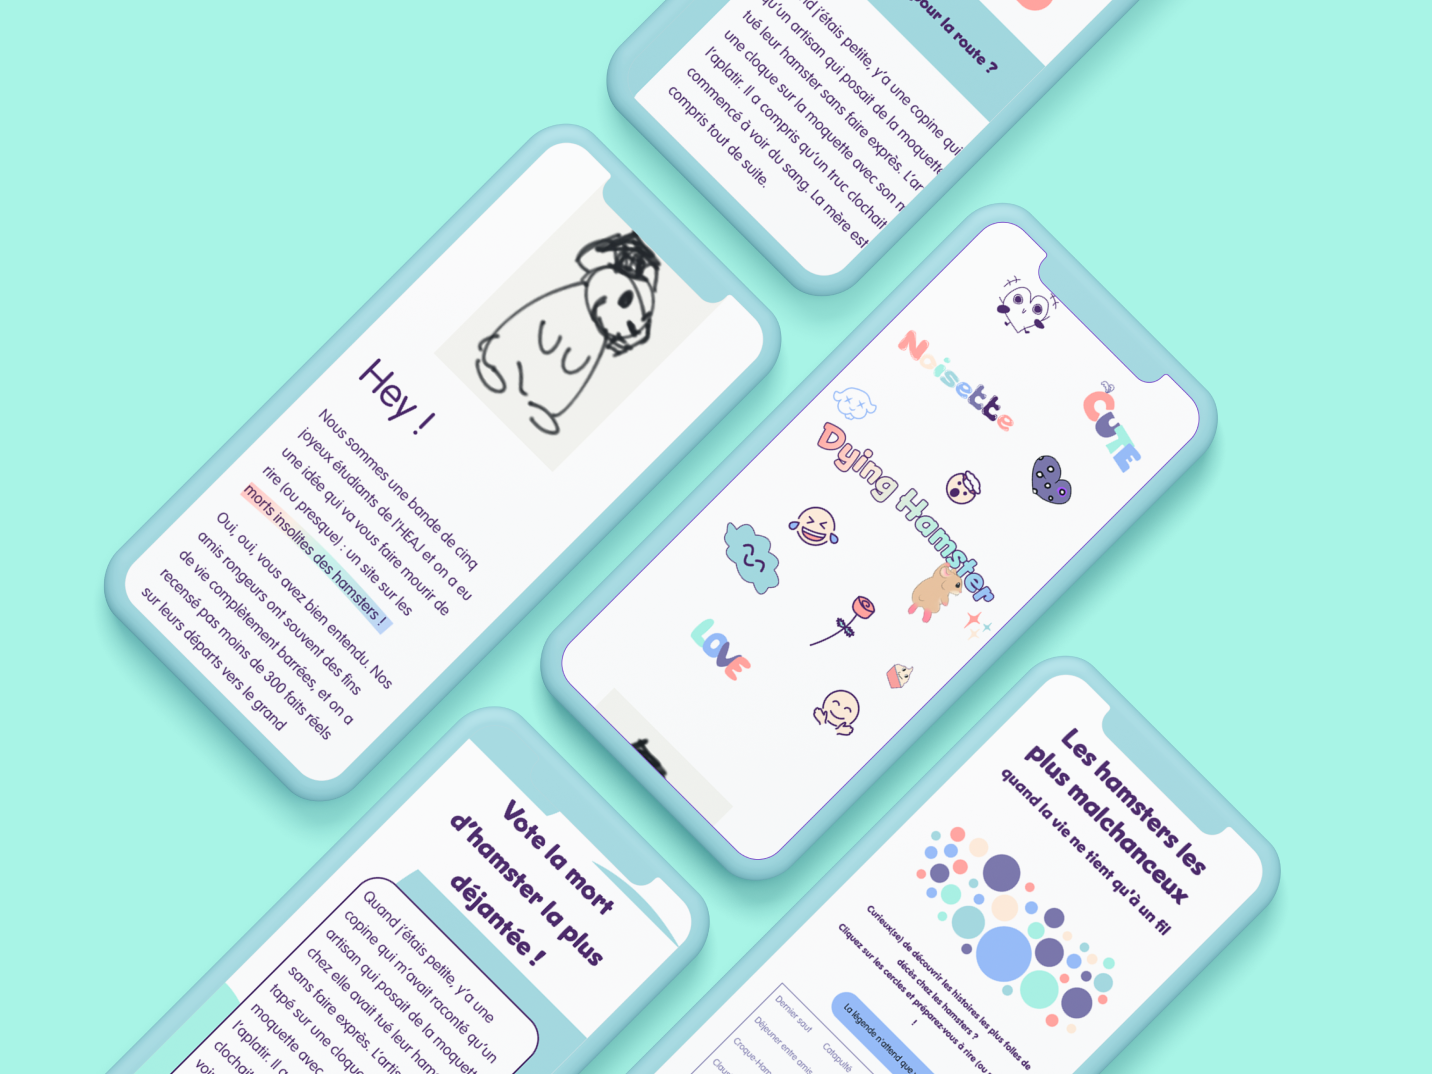 pour la route ?
nd j'étais petite, y'a une copine qui
qu'un artisan qui posait de la moquette
tué leur hamster sans faire exprès. L'ar
une cloque sur la moquette avec son m
l'aplatir. Il a compris qu'un truc clochait
commencé à voir du sang. La mère est
compris tout de suite.
Hey !
Nous sommes une bande de cinq
joyeux étudiants de l'HEAJ et on a eu
une idée qui va vous faire mourir de
rire (ou presque) : un site sur les
morts insolites des hamsters !
Oui, oui, vous avez bien entendu. Nos
amis rongeurs ont souvent des fins
de vie complètement barrées, et on a
recensé pas moins de 300 faits réels
sur leurs départs vers le grand
Noisette
CUTE
Dying Hamster
LOVE
Vote la mort
d'hamster la plus
déjantée !
Quand j'étais petite, y'a une
copine qui m'avait raconté qu'un
artisan qui posait de la moquette
chez elle avait tué leur ham
sans faire exprès. L'artis
tapé sur une cloque
moquette avec
l'aplatir. Il a
clochait
Les hamsters les
plus malchanceux
quand la vie ne tient qu'à un fil
Curieux(se) de découvrir les histoires les plus folles de
décès chez les hamsters ?
Cliquez sur les cercles et préparez-vous à rire (ou
!
La légende n'attend que
Dernier saut
Catapulté
Déjeuner entre amis
Croque-Ham